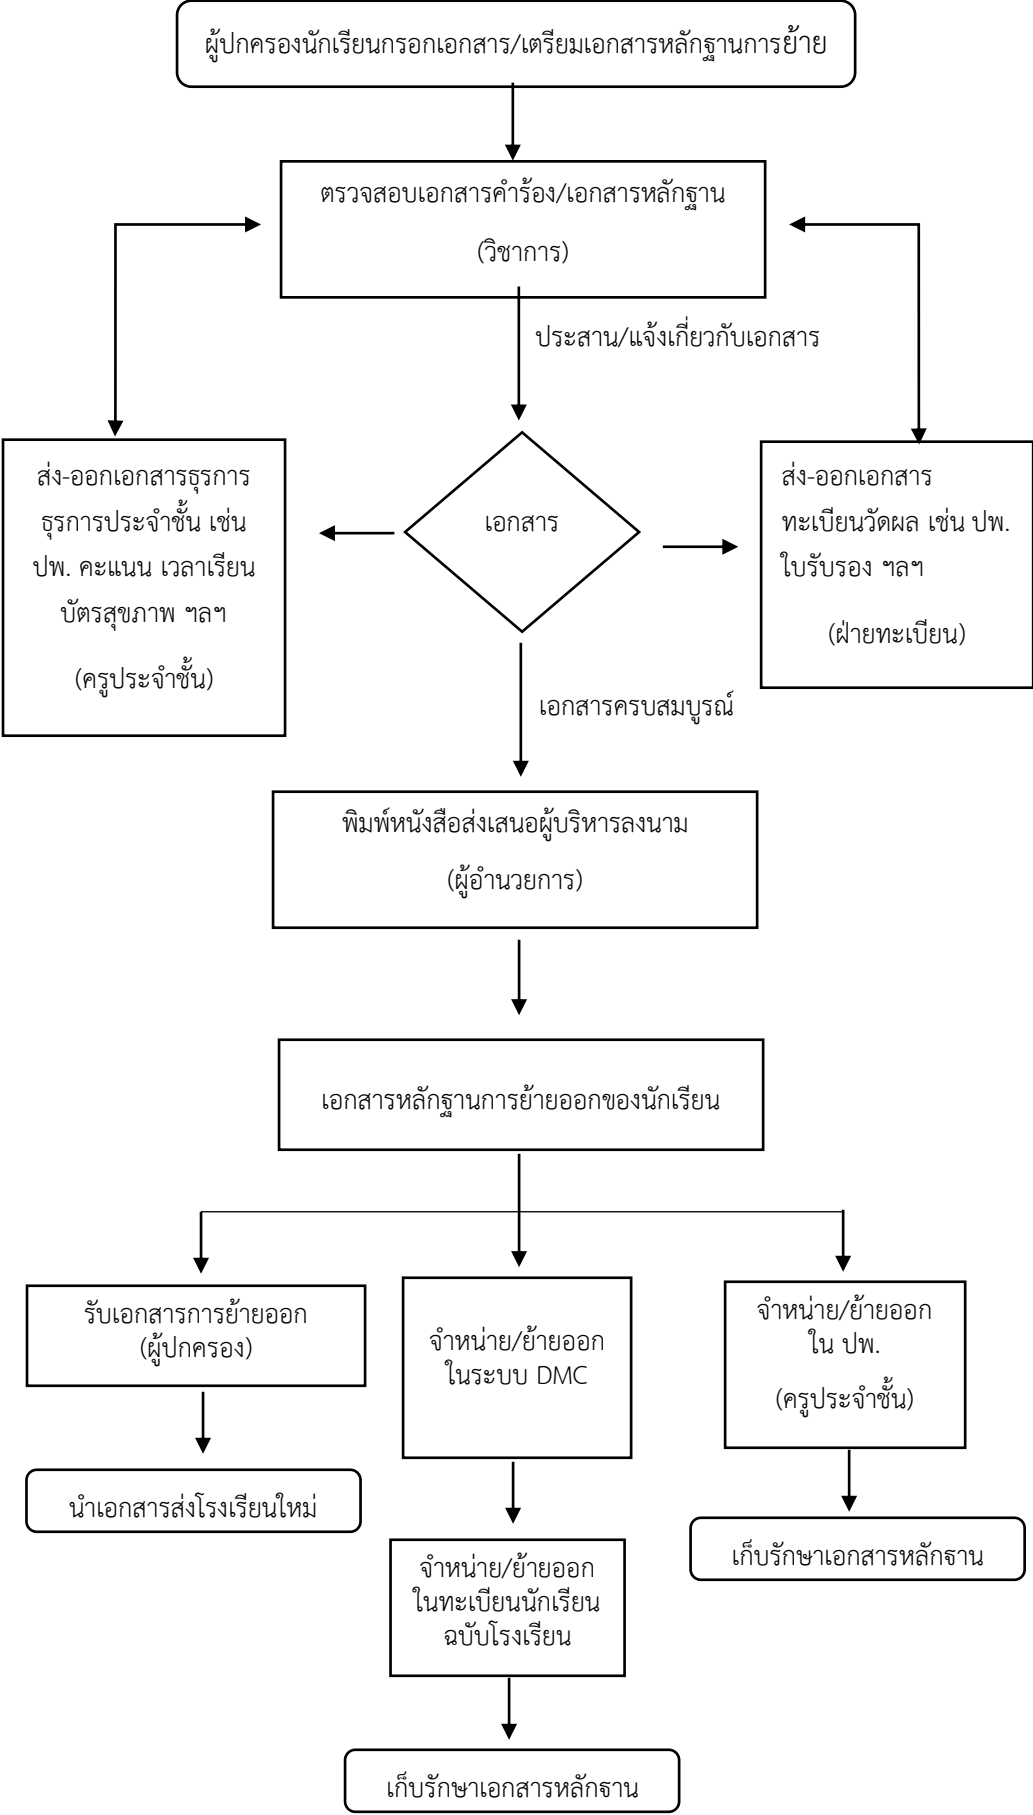 ผู้ปกครองนักเรียนกรอกเอกสาร/เตรียมเอกสารหลักฐานการย้าย
ตรวจสอบเอกสารคำร้อง/เอกสารหลักฐาน
(วิชาการ)
ประสาน/แจ้งเกี่ยวกับเอกสาร
ส่ง-ออกเอกสารธุรการ
ธุรการประจำชั้น เช่น
ปพ. คะแนน เวลาเรียน
บัตรสุขภาพ ฯลฯ
(ครูประจำชั้น)
เอกสาร
ส่ง-ออกเอกสาร
ทะเบียนวัดผล เช่น ปพ.
ใบรับรอง ฯลฯ
(ฝ่ายทะเบียน)
เอกสารครบสมบูรณ์
พิมพ์หนังสือส่งเสนอผู้บริหารลงนาม
(ผู้อำนวยการ)
เอกสารหลักฐานการย้ายออกของนักเรียน
รับเอกสารการย้ายออก
(ผู้ปกครอง)
จำหน่าย/ย้ายออก
ในระบบ DMC
จำหน่าย/ย้ายออก
ใน ปพ.
(ครูประจำชั้น)
นำเอกสารส่งโรงเรียนใหม่
เก็บรักษาเอกสารหลักฐาน
จำหน่าย/ย้ายออก
ในทะเบียนนักเรียน
ฉบับโรงเรียน
เก็บรักษาเอกสารหลักฐาน